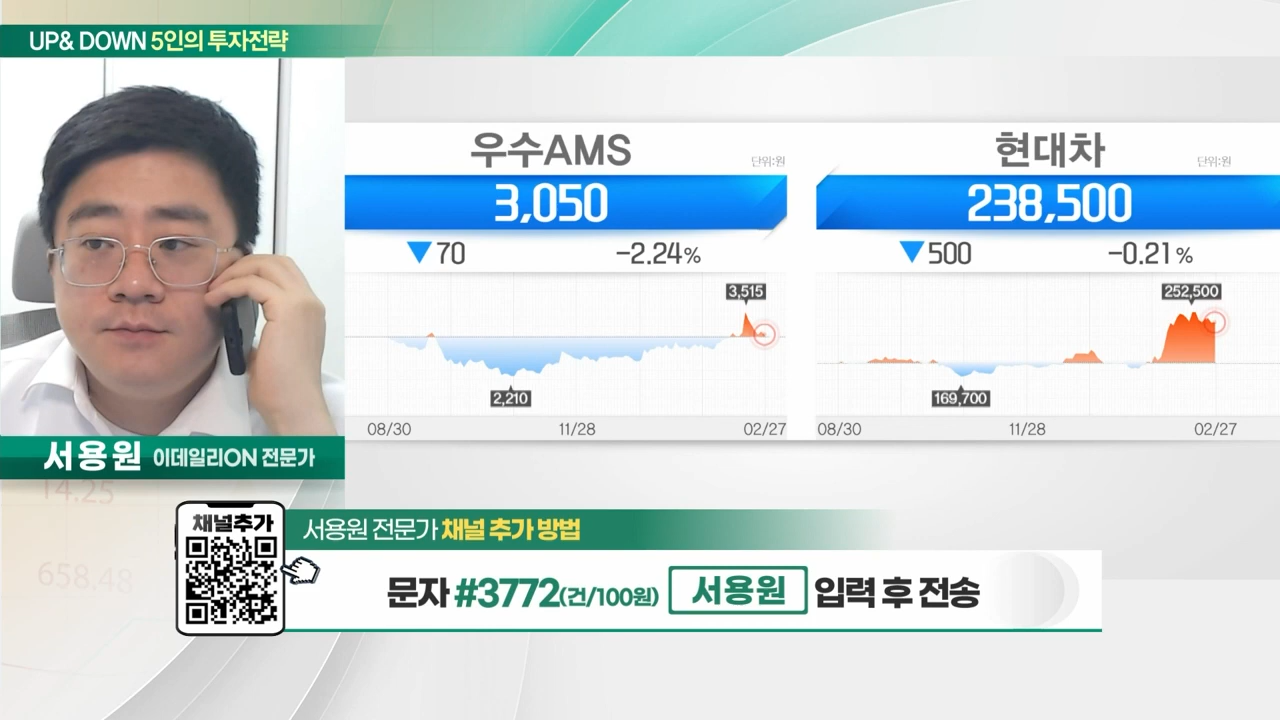 UP& DOWN 5인의 투자전략
우수AMS
단위:원
3,050
▼70 -2.24%
3,515
2,210
08/30 11/28 02/27
현대차
단위:원
238,500
▼500 -0.21%
252,500
169,700
08/30 11/28 02/27
서용원 이데일리ON 전문가
14.25
658.48
채널추가
서용원 전문가 채널 추가 방법
문자 #3772(건/100원) 서용원 입력 후 전송